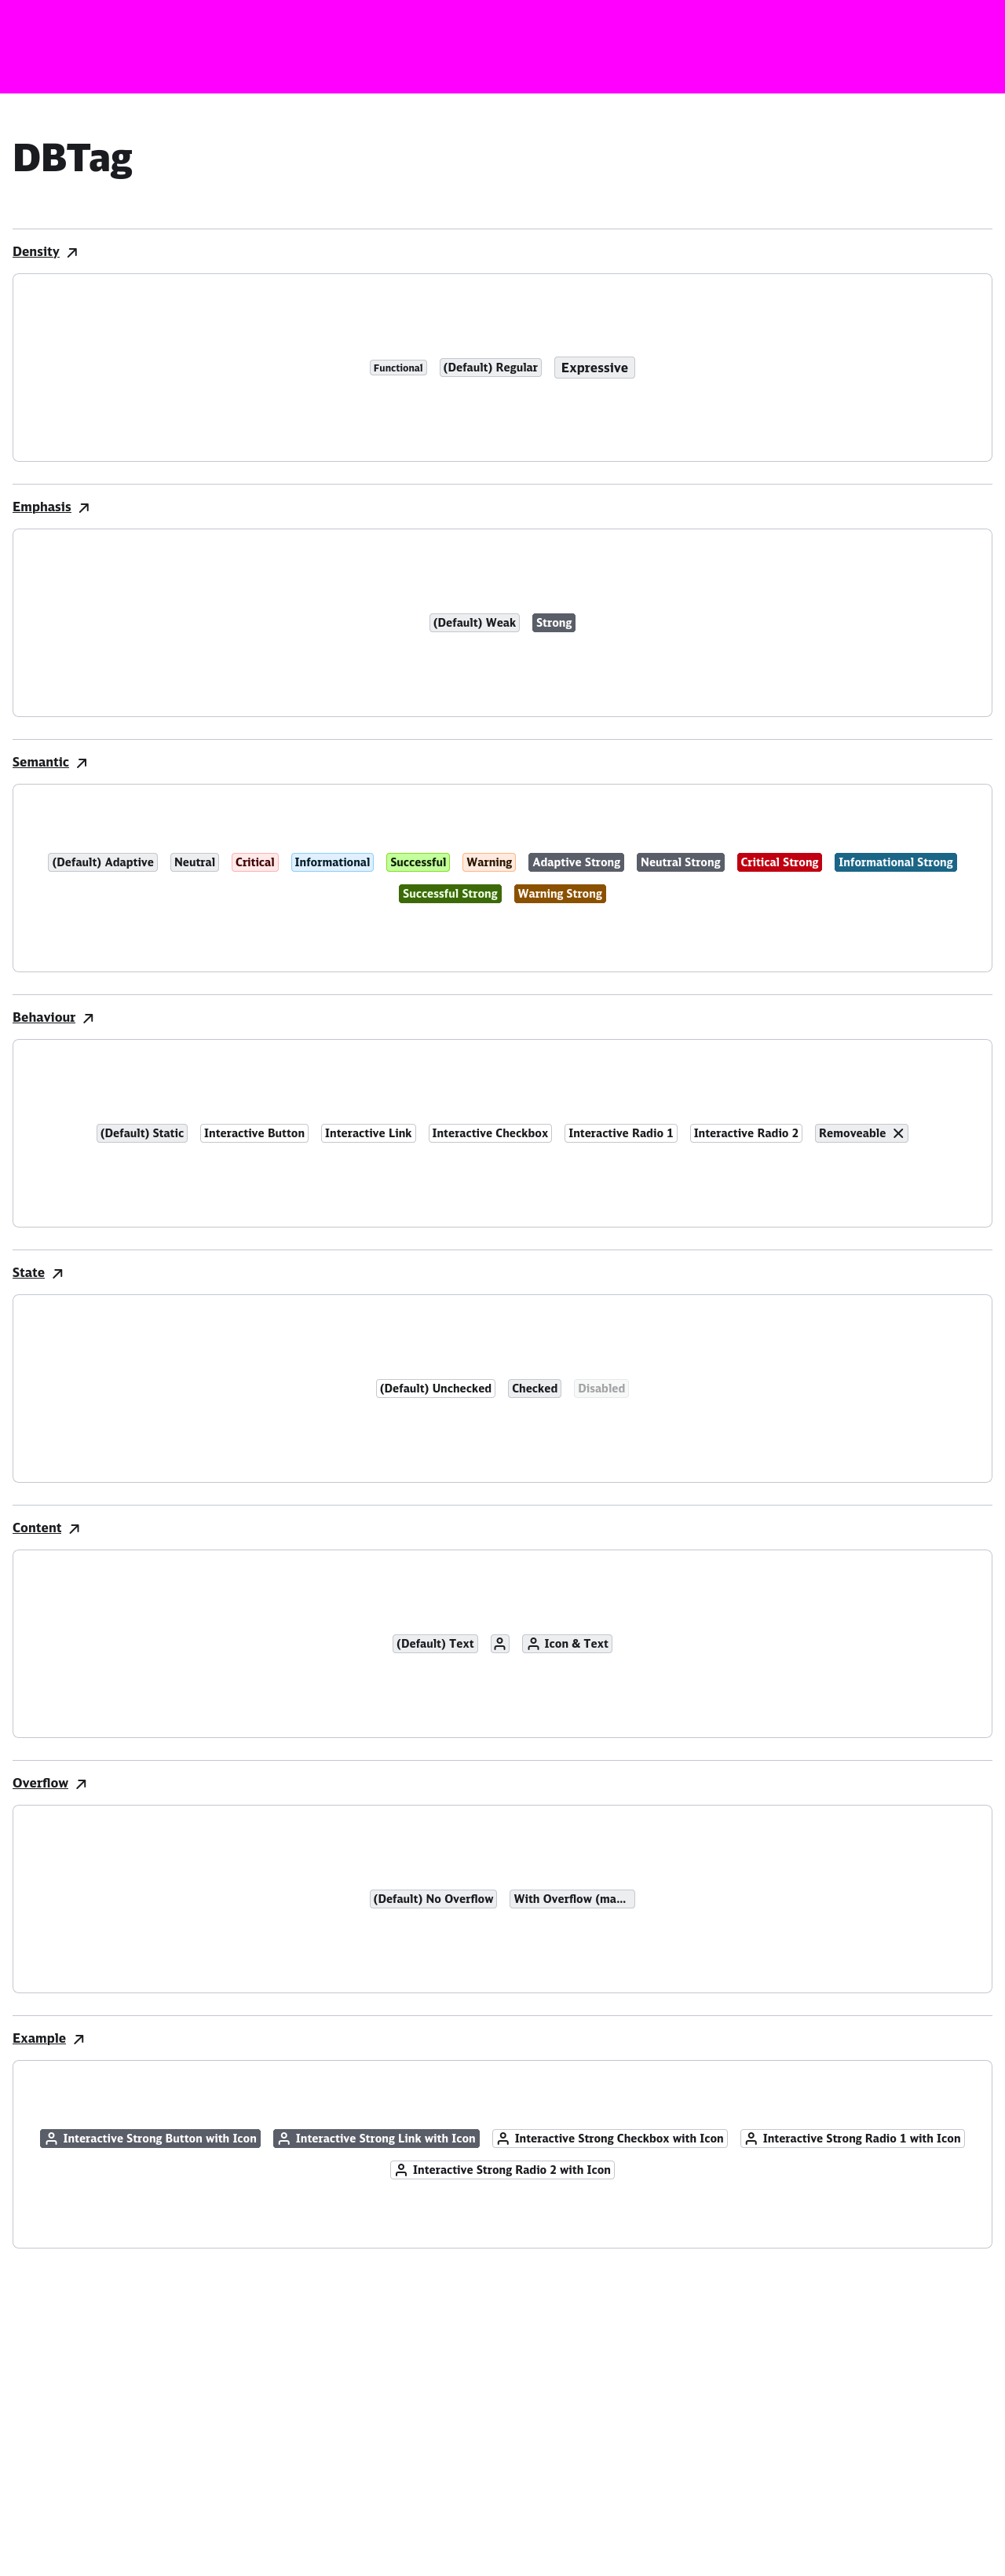 DBTag
Density
Functional (Default) Regular Expressive
Emphasis
(Default) Weak Strong
Semantic
(Default) Adaptive Neutral Critical Informational Successful Warning Adaptive Strong Neutral Strong Critical Strong Informational Strong
Successful Strong Warning Strong
Behaviour
(Default) Static Interactive Button Interactive Link Interactive Checkbox Interactive Radio 1 Interactive Radio 2 Removeable
State
(Default) Unchecked Checked Disabled
Content
(Default) Text Icon & Text
Overflow
(Default) No Overflow With Overflow (ma...
Example
Interactive Strong Button with Icon Interactive Strong Link with Icon Interactive Strong Checkbox with Icon Interactive Strong Radio 1 with Icon
Interactive Strong Radio 2 with Icon